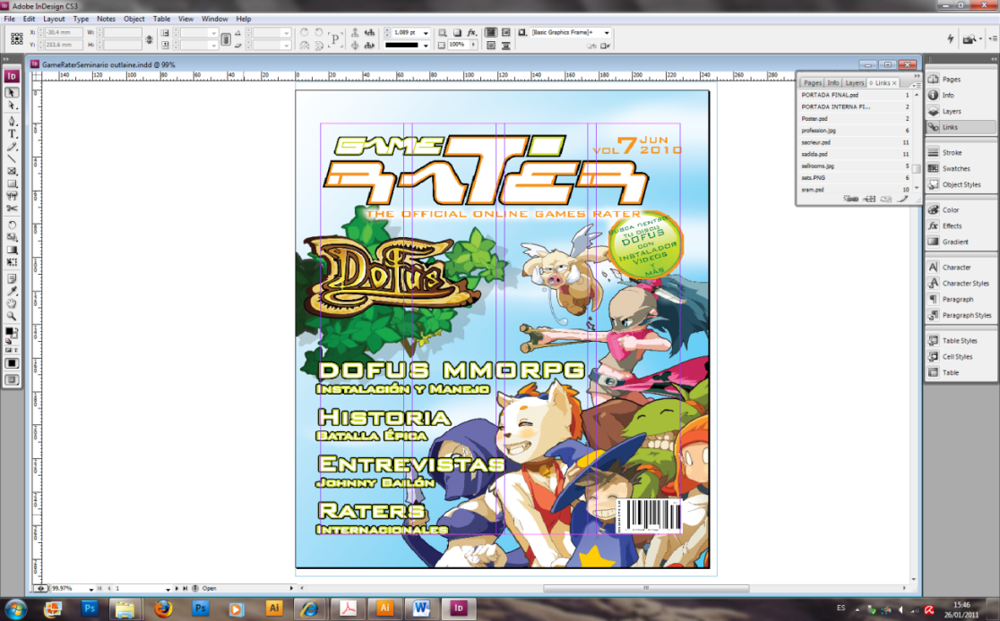 Adobe InDesign CS3
File Edit Layout Type Notes Object Table View Window Help
X: -30,4 mm W: 1,089 pt [Basic Graphics Frame]+
Y: 253,6 mm H: 100%
GameRaterSeminario outlaine.indd @ 99%
Pages Info Layers Links
PORTADA FINAL.psd 1
PORTADA INTERNA FI... 2
Poster.psd 2
profession.jpg 6
sacrieur.psd 11
sadida.psd 11
sellrooms.jpg 5
sets.PNG 6
sram.psd 10
Pages
Info
Layers
Links
Stroke
Swatches
Object Styles
Color
Effects
Gradient
Character
Character Styles
Paragraph
Paragraph Styles
Table Styles
Cell Styles
Table
GAME
RATER
VOL 7 JUN
2010
THE OFFICIAL ONLINE GAMES RATER
BUSCA DENTRO
TU DISCO
DOFUS
CON
INSTALADOR
VIDEOS
Y
MÁS
Dofus
DOFUS MMORPG
INSTALACIÓN Y MANEJO
HISTORIA
BATALLA ÉPICA
ENTREVISTAS
JOHNNY BAILÓN
RATERS
INTERNACIONALES
99.97% 1 Open
ES 15:46
26/01/2011